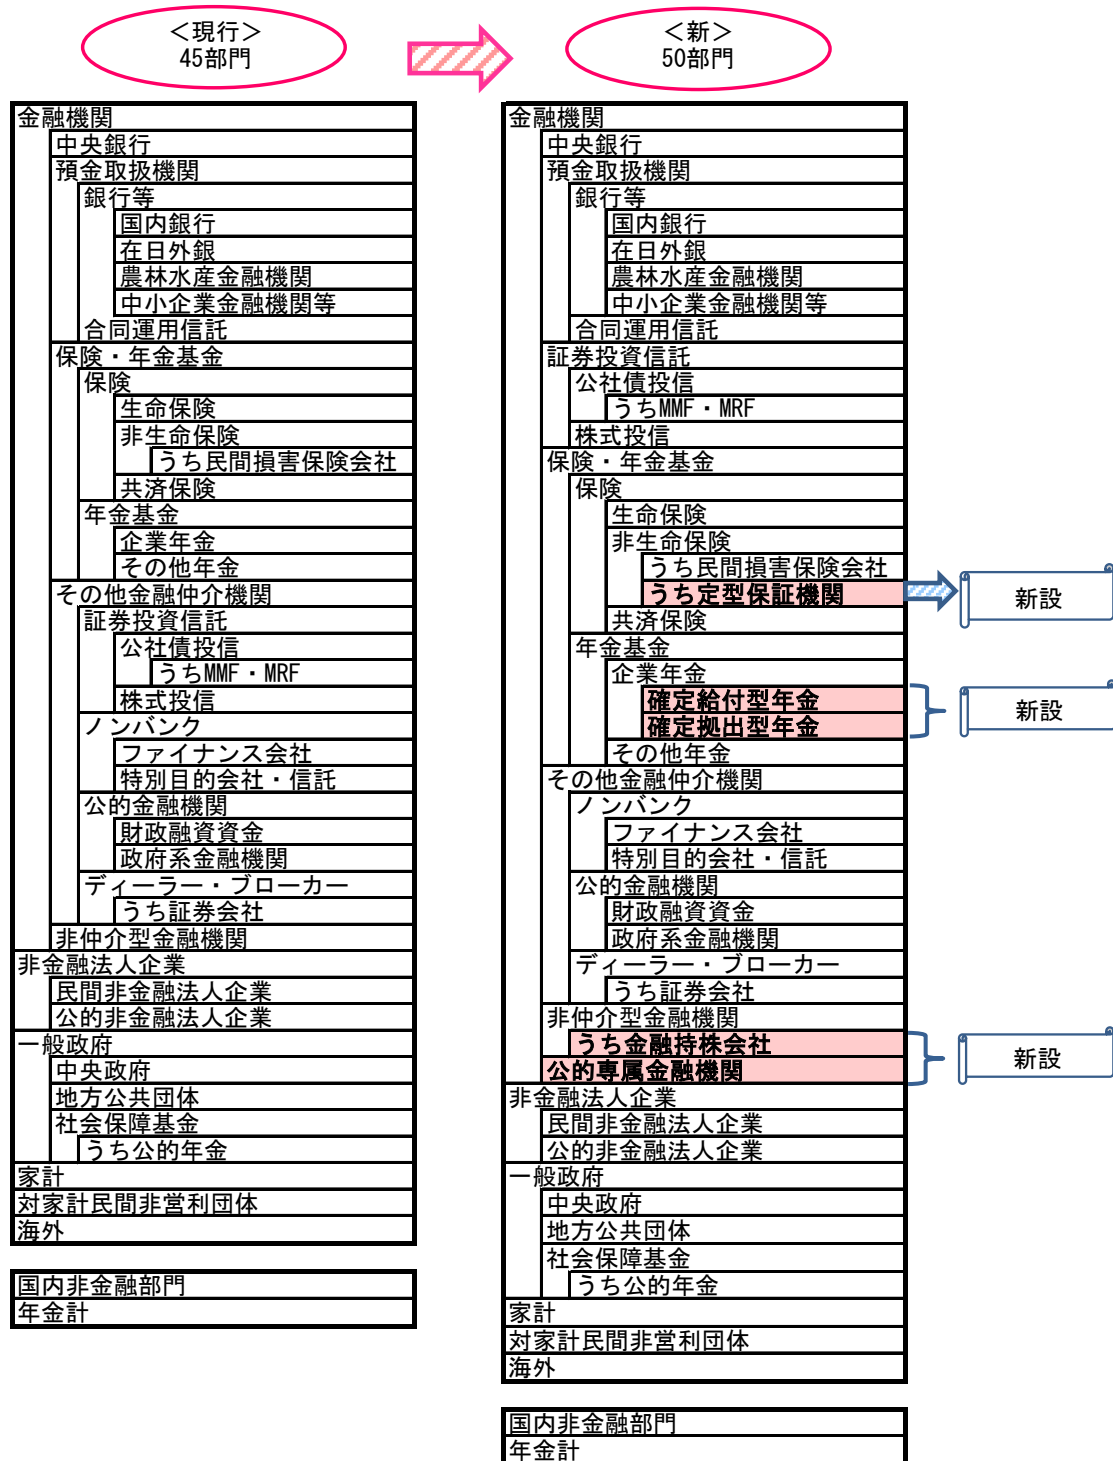 ＜現行＞
45部門
＜新＞
50部門
金融機関
中央銀行
預金取扱機関
銀行等
国内銀行
在日外銀
農林水産金融機関
中小企業金融機関等
合同運用信託
保険・年金基金
保険
生命保険
非生命保険
うち民間損害保険会社
共済保険
年金基金
企業年金
その他年金
その他金融仲介機関
証券投資信託
公社債投信
うちMMF・MRF
株式投信
ノンバンク
ファイナンス会社
特別目的会社・信託
公的金融機関
財政融資資金
政府系金融機関
ディーラー・ブローカー
うち証券会社
非仲介型金融機関
非金融法人企業
民間非金融法人企業
公的非金融法人企業
一般政府
中央政府
地方公共団体
社会保障基金
うち公的年金
家計
対家計民間非営利団体
海外
国内非金融部門
年金計
金融機関
中央銀行
預金取扱機関
銀行等
国内銀行
在日外銀
農林水産金融機関
中小企業金融機関等
合同運用信託
証券投資信託
公社債投信
うちMMF・MRF
株式投信
保険・年金基金
保険
生命保険
非生命保険
うち民間損害保険会社
うち定型保証機関
新設
共済保険
年金基金
企業年金
確定給付型年金
確定拠出型年金
新設
その他年金
その他金融仲介機関
ノンバンク
ファイナンス会社
特別目的会社・信託
公的金融機関
財政融資資金
政府系金融機関
ディーラー・ブローカー
うち証券会社
非仲介型金融機関
うち金融持株会社
公的専属金融機関
新設
非金融法人企業
民間非金融法人企業
公的非金融法人企業
一般政府
中央政府
地方公共団体
社会保障基金
うち公的年金
家計
対家計民間非営利団体
海外
国内非金融部門
年金計